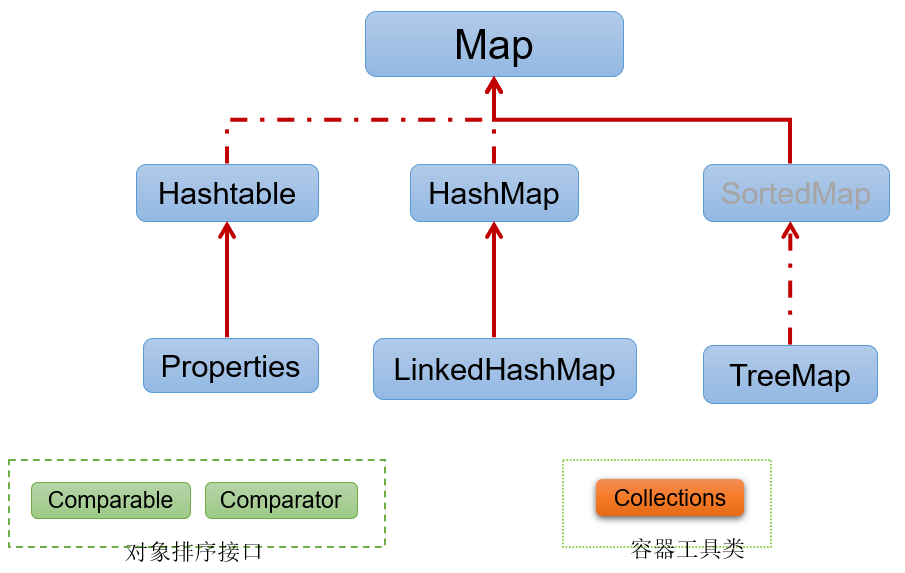 Map
Hashtable
HashMap
SortedMap
Properties
LinkedHashMap
TreeMap
Comparable
Comparator
对象排序接口
Collections
容器工具类